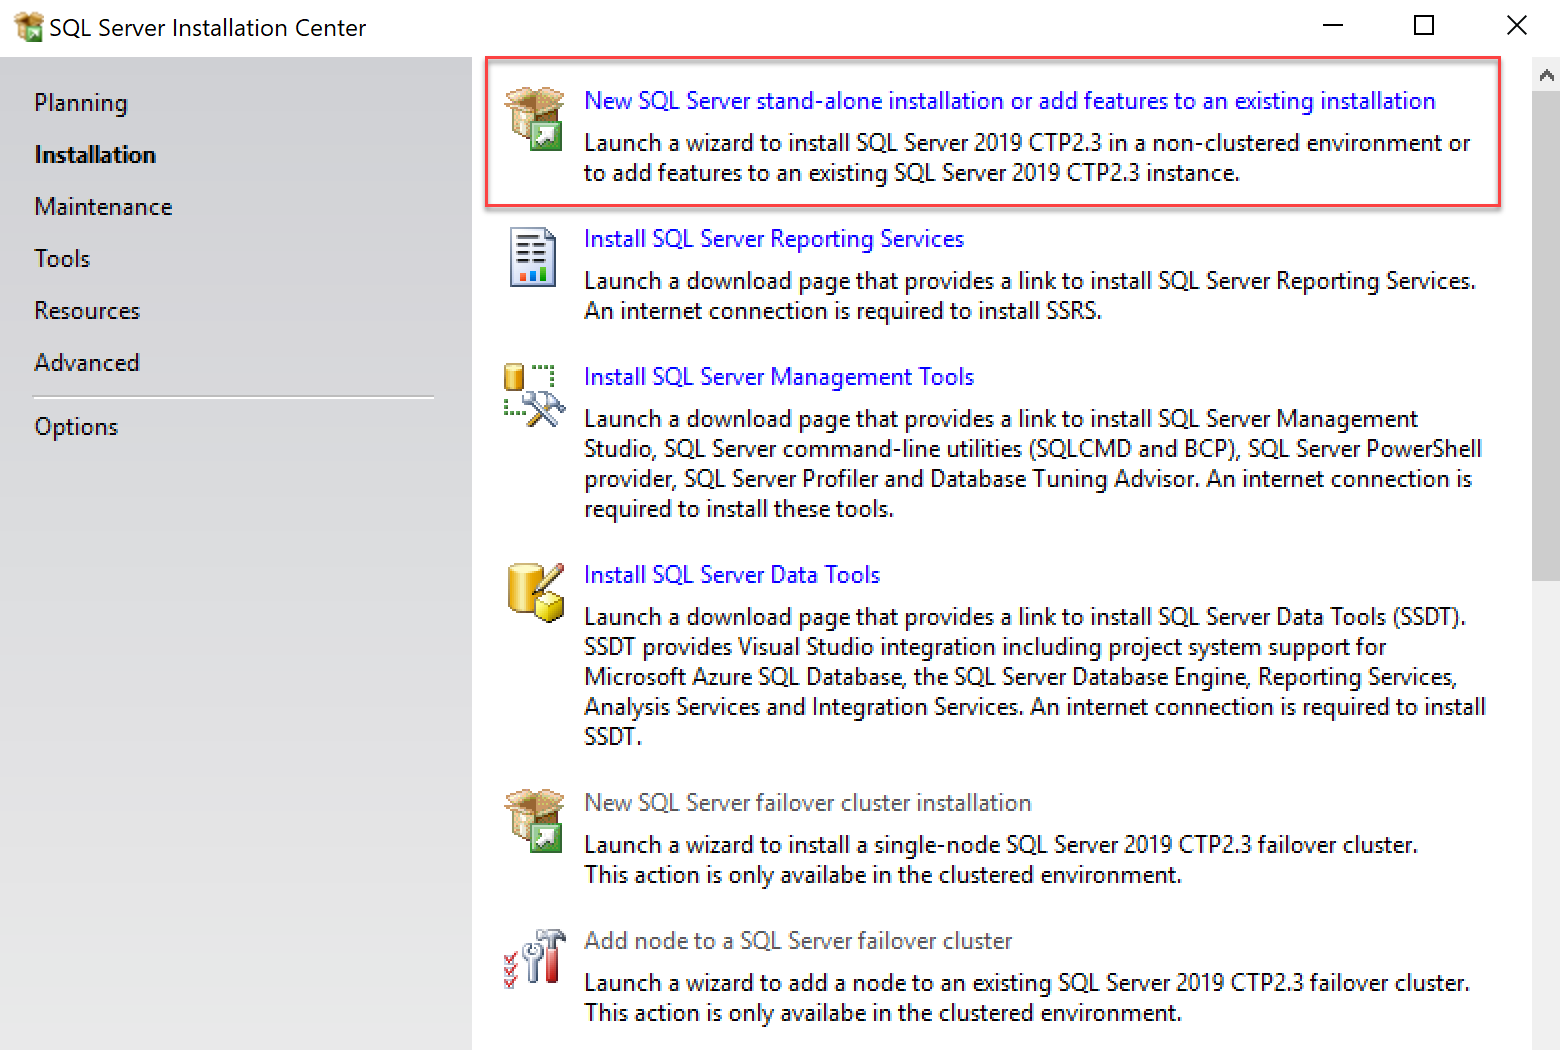 SQL Server Installation Center
Planning
Installation
Maintenance
Tools
Resources
Advanced
Options
New SQL Server stand-alone installation or add features to an existing installation
Launch a wizard to install SQL Server 2019 CTP2.3 in a non-clustered environment or
to add features to an existing SQL Server 2019 CTP2.3 instance.
Install SQL Server Reporting Services
Launch a download page that provides a link to install SQL Server Reporting Services.
An internet connection is required to install SSRS.
Install SQL Server Management Tools
Launch a download page that provides a link to install SQL Server Management
Studio, SQL Server command-line utilities (SQLCMD and BCP), SQL Server PowerShell
provider, SQL Server Profiler and Database Tuning Advisor. An internet connection is
required to install these tools.
Install SQL Server Data Tools
Launch a download page that provides a link to install SQL Server Data Tools (SSDT).
SSDT provides Visual Studio integration including project system support for
Microsoft Azure SQL Database, the SQL Server Database Engine, Reporting Services,
Analysis Services and Integration Services. An internet connection is required to install
SSDT.
New SQL Server failover cluster installation
Launch a wizard to install a single-node SQL Server 2019 CTP2.3 failover cluster.
This action is only availabe in the clustered environment.
Add node to a SQL Server failover cluster
Launch a wizard to add a node to an existing SQL Server 2019 CTP2.3 failover cluster.
This action is only availabe in the clustered environment.